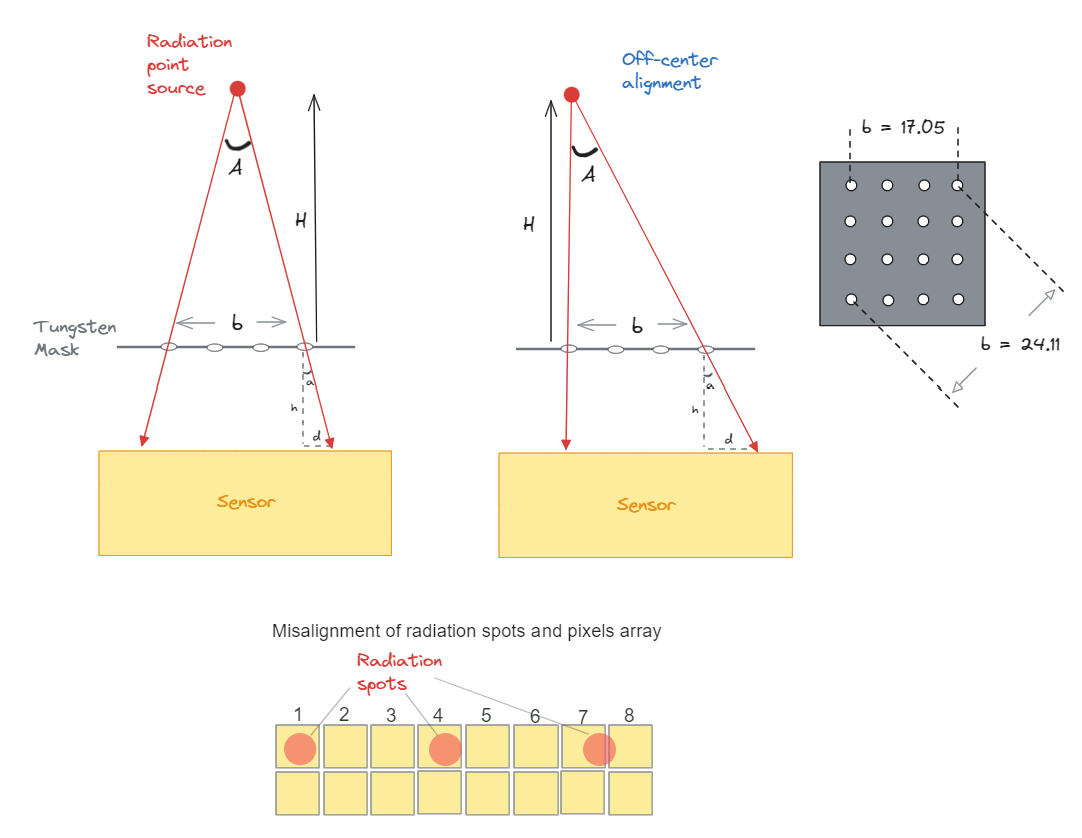 Radiation
point
source
A
H
b
Tungsten
Mask
a
h
d
Sensor
Off-center
alignment
A
H
b
a
h
d
Sensor
b = 17.05
b = 24.11
Misalignment of radiation spots and pixels array
Radiation
spots
1 2 3 4 5 6 7 8